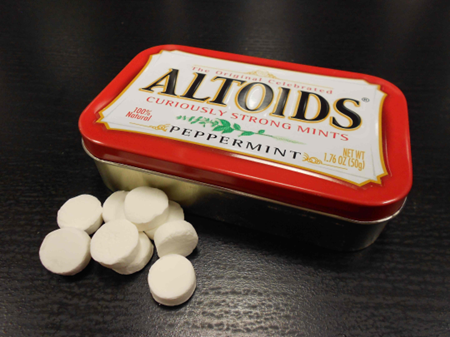 The Original Celebrated
ALTOIDS®
CURIOUSLY STRONG MINTS
100%
Natural
PEPPERMINT
NET WT
1.76 OZ (50g)